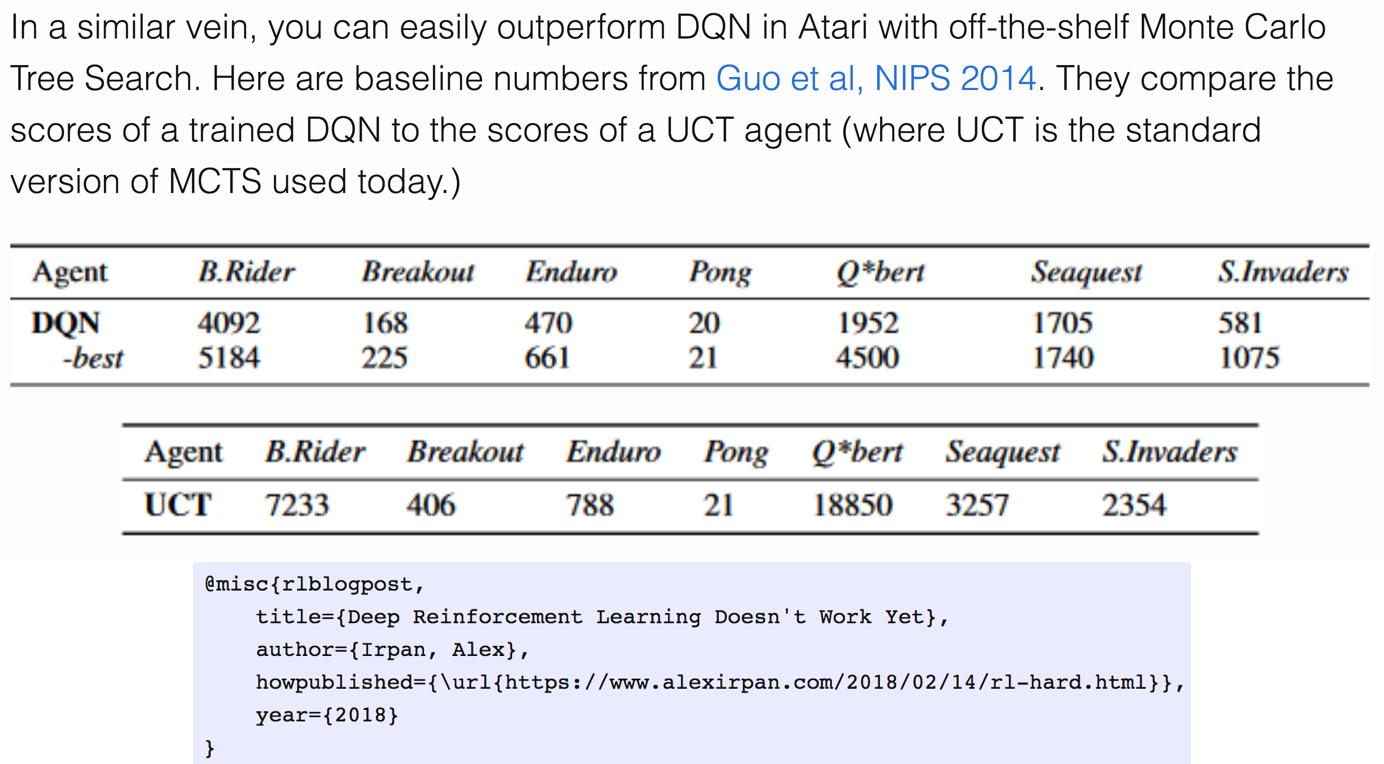 In a similar vein, you can easily outperform DQN in Atari with off-the-shelf Monte Carlo
Tree Search. Here are baseline numbers from Guo et al, NIPS 2014. They compare the
scores of a trained DQN to the scores of a UCT agent (where UCT is the standard
version of MCTS used today.)
Agent B.Rider Breakout Enduro Pong Q*bert Seaquest S.Invaders
DQN 4092 168 470 20 1952 1705 581
-best 5184 225 661 21 4500 1740 1075
Agent B.Rider Breakout Enduro Pong Q*bert Seaquest S.Invaders
UCT 7233 406 788 21 18850 3257 2354
@misc{rlblogpost,
    title={Deep Reinforcement Learning Doesn't Work Yet},
    author={Irpan, Alex},
    howpublished={\url{https://www.alexirpan.com/2018/02/14/rl-hard.html}},
    year={2018}
}